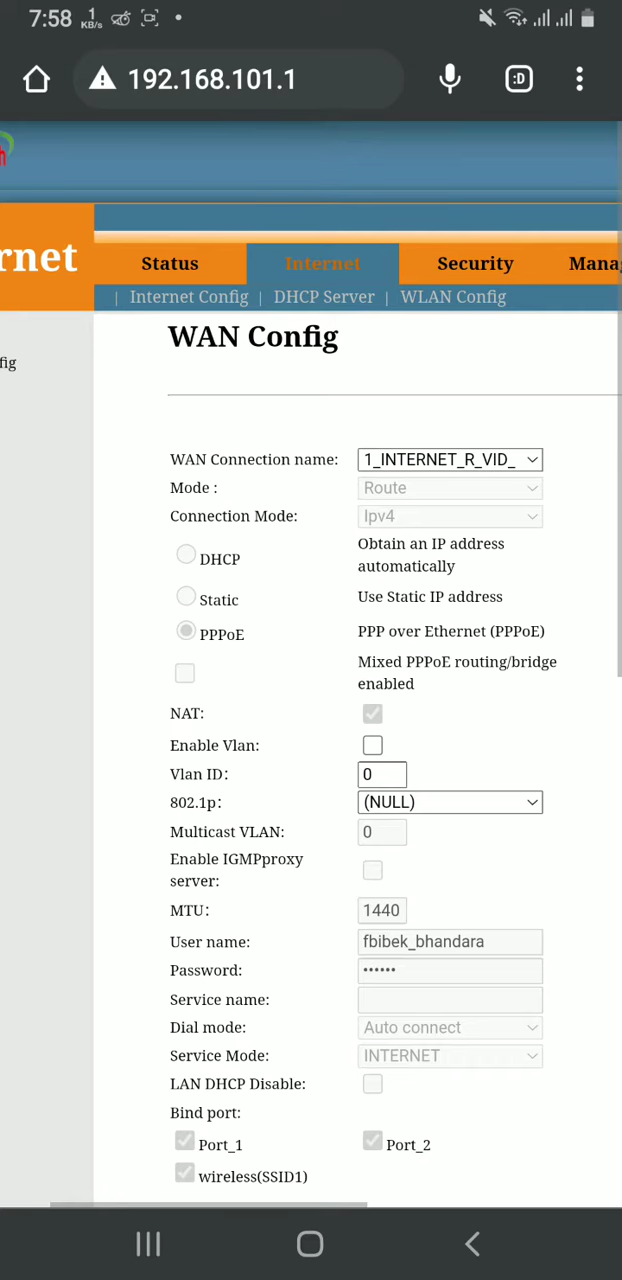 7:58 1 KB/s
192.168.101.1 :D
h
rnet
Status Internet Security Mana
| Internet Config | DHCP Server | WLAN Config
fig
WAN Config
WAN Connection name: 1_INTERNET_R_VID_
Mode : Route
Connection Mode: Ipv4
DHCP Obtain an IP address automatically
Static Use Static IP address
PPPoE PPP over Ethernet (PPPoE)
Mixed PPPoE routing/bridge enabled
NAT:
Enable Vlan:
Vlan ID: 0
802.1p: (NULL)
Multicast VLAN: 0
Enable IGMPproxy server:
MTU: 1440
User name: fbibek_bhandara
Password: ••••••
Service name:
Dial mode: Auto connect
Service Mode: INTERNET
LAN DHCP Disable:
Bind port:
Port_1 Port_2
wireless(SSID1)